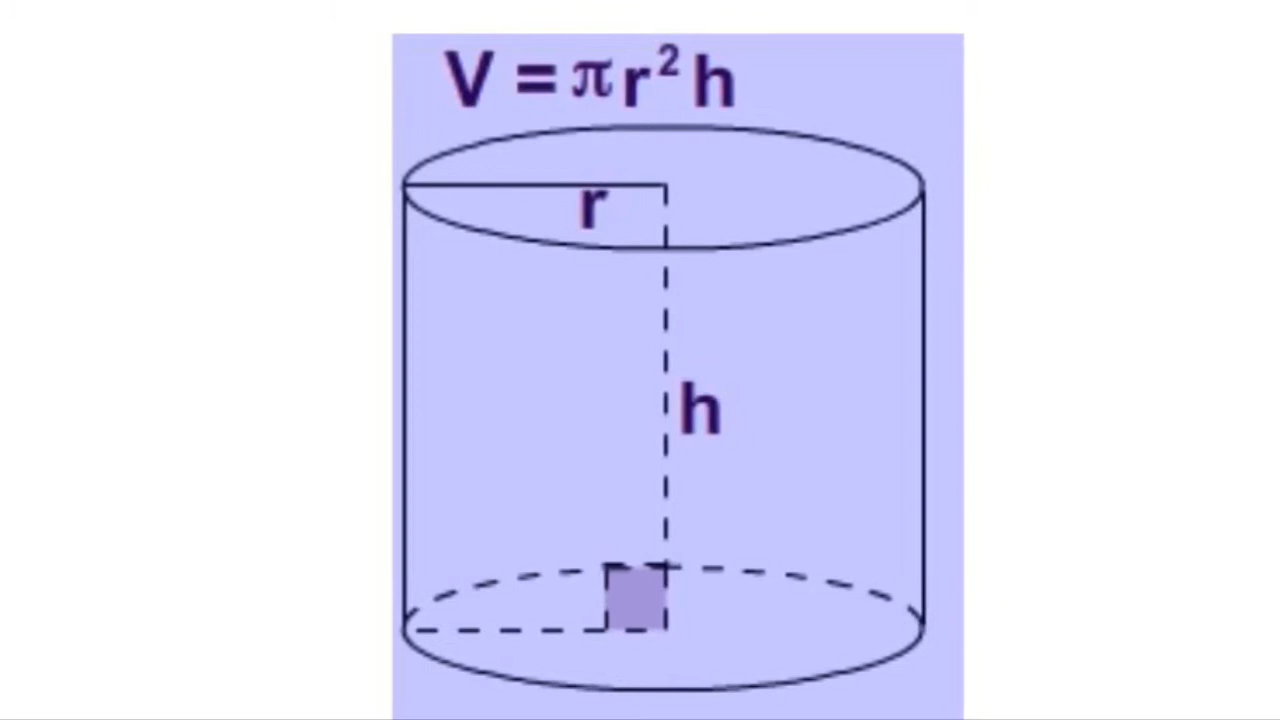 V = πr²h
r
h